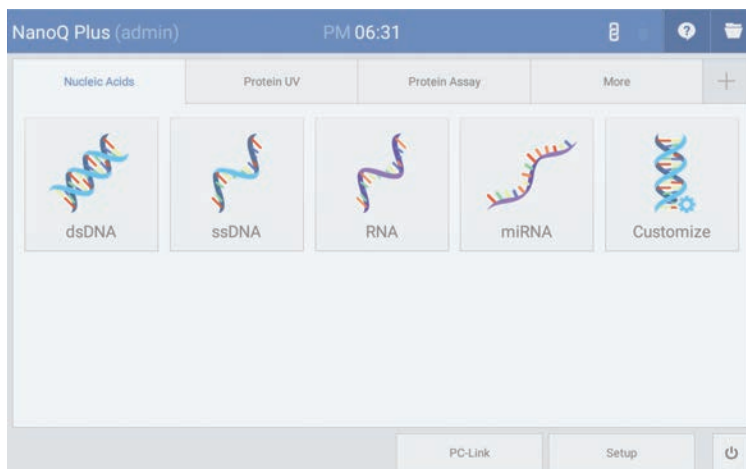 NanoQ Plus (admin) PM 06:31
Nucleic Acids Protein UV Protein Assay More
dsDNA ssDNA RNA miRNA Customize
PC-Link Setup